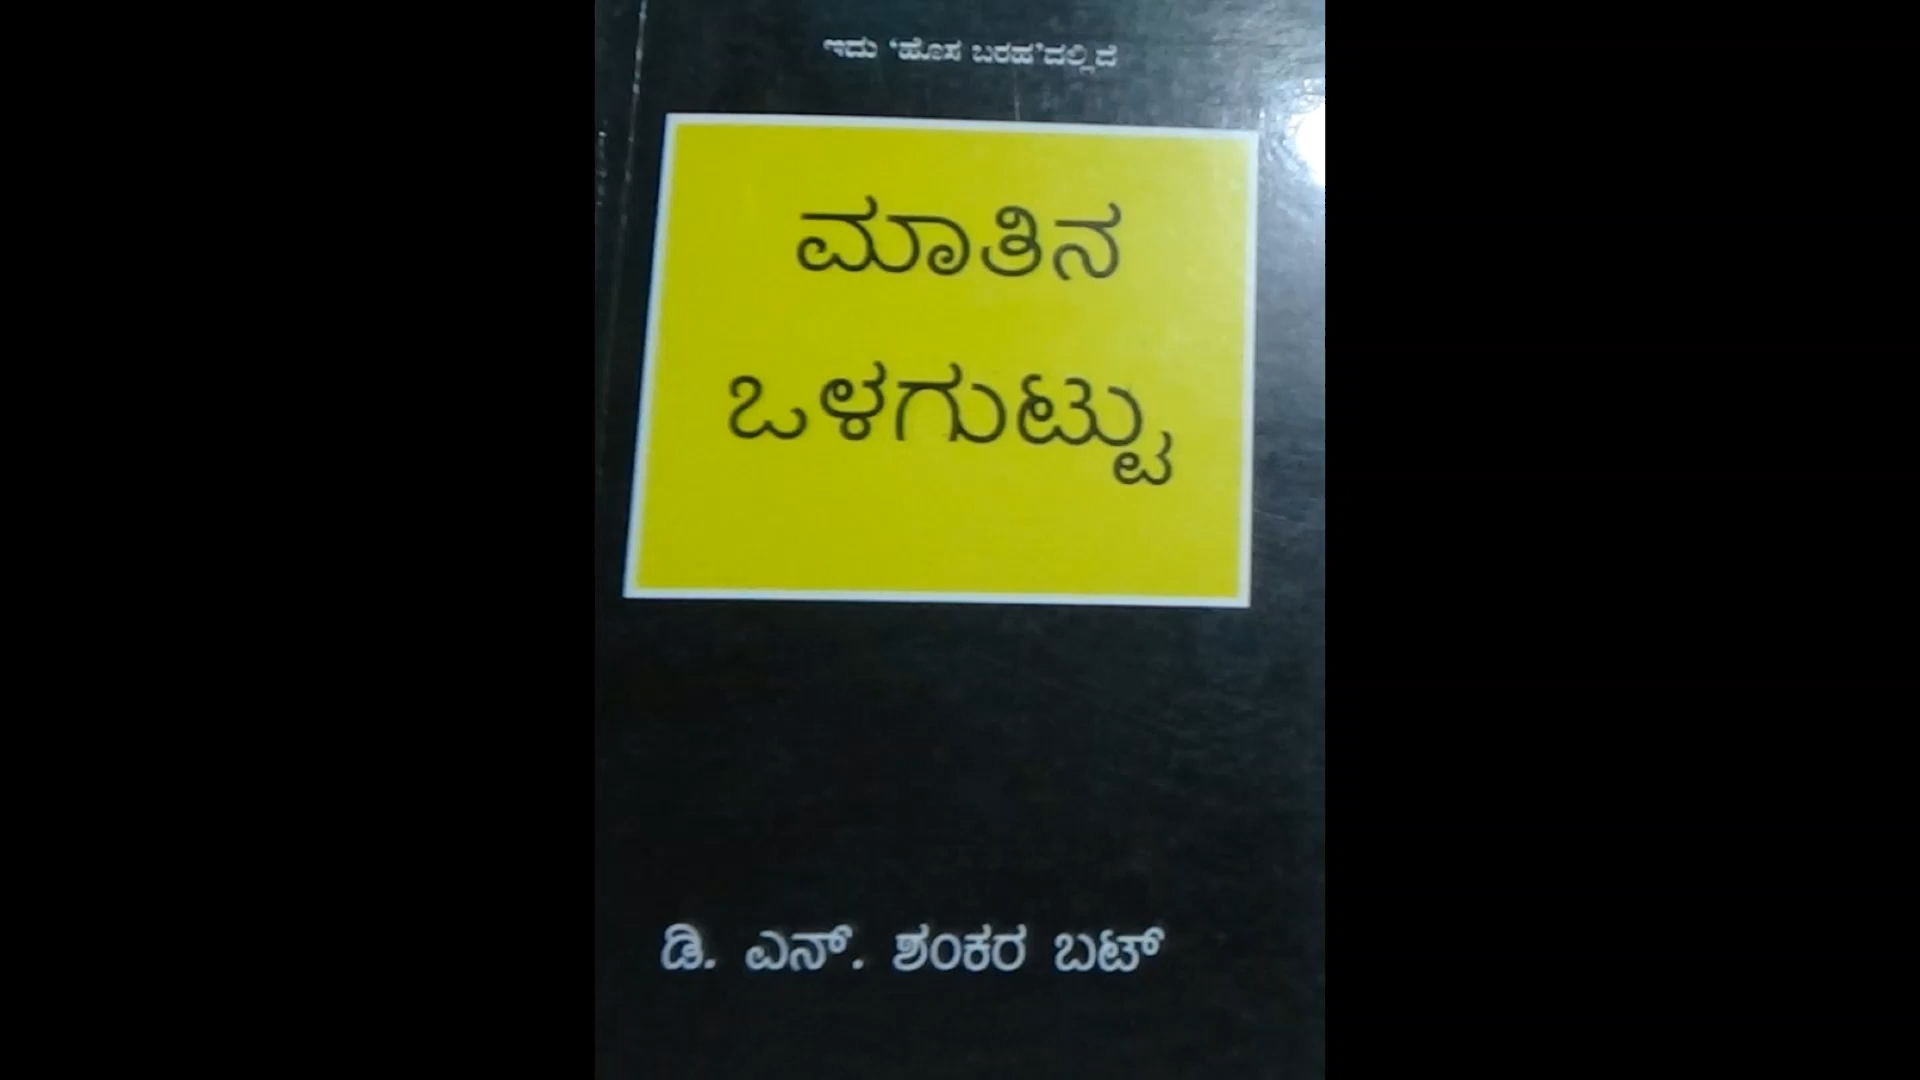 ಇದು 'ಹೊಸ ಬರಹ'ದಲ್ಲಿದೆ
ಮಾತಿನ
ಒಳಗುಟ್ಟು
ಡಿ. ಎನ್. ಶಂಕರ ಬಟ್